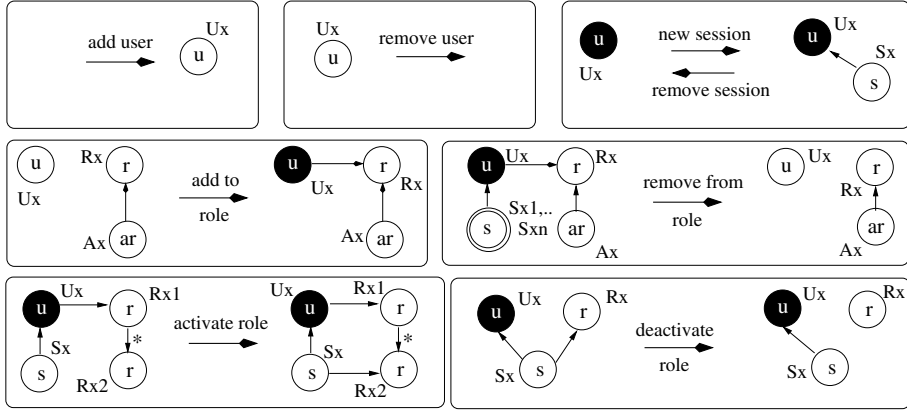 Ux
u
add user
Ux
u
remove user
u
Ux
new session
remove session
u
Ux
Sx
s
u
Ux
Rx
r
Ax
ar
add to
role
u
Ux
r
Rx
Ax
ar
u
Ux
r
Rx
s
Sx1,..
Sxn
ar
Ax
remove from
role
u
Ux
r
Rx
ar
Ax
u
Ux
r
Rx1
*
Sx
s
Rx2
r
activate role
Ux
u
Rx1
r
*
Sx
s
Rx2
r
u
Ux
r
Rx
Sx
s
deactivate
role
u
Ux
r
Rx
Sx
s